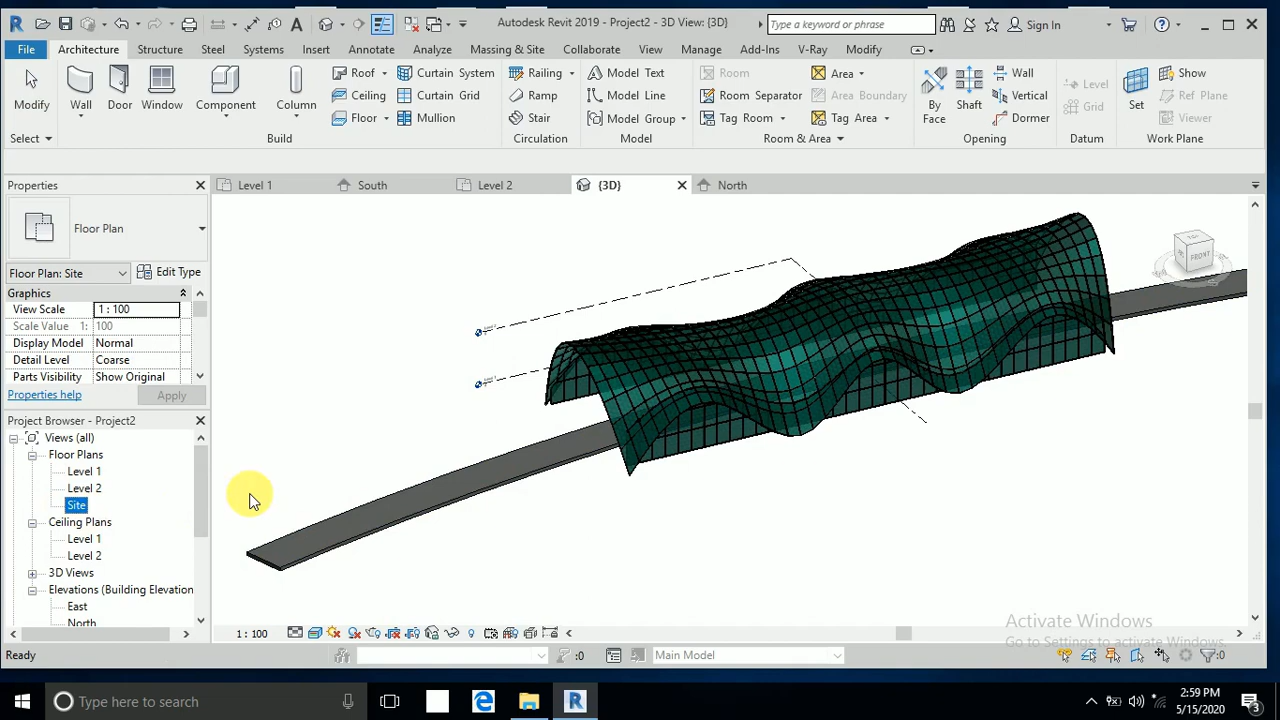 Autodesk Revit 2019 - Project2 - 3D View: {3D}
Type a keyword or phrase
Sign In
File Architecture Structure Steel Systems Insert Annotate Analyze Massing & Site Collaborate View Manage Add-Ins V-Ray Modify
Modify
Select
Wall
Door
Window
Component
Column
Roof
Ceiling
Floor
Curtain System
Curtain Grid
Mullion
Build
Railing
Ramp
Stair
Circulation
Model Text
Model Line
Model Group
Model
Room
Room Separator
Tag Room
Area
Area Boundary
Tag Area
Room & Area
By Face
Shaft
Wall
Vertical
Dormer
Opening
Level
Grid
Datum
Set
Show
Ref Plane
Viewer
Work Plane
Properties
Level 1
South
Level 2
{3D}
North
Floor Plan
Floor Plan: Site
Edit Type
Graphics
View Scale 1 : 100
Scale Value 1: 100
Display Model Normal
Detail Level Coarse
Parts Visibility Show Original
Properties help
Apply
Project Browser - Project2
Views (all)
Floor Plans
Level 1
Level 2
Site
Ceiling Plans
Level 1
Level 2
3D Views
Elevations (Building Elevation
East
North
FRONT
Activate Windows
Go to Settings to activate Windows.
1 : 100
Ready
:0
Main Model
:0
Type here to search
2:59 PM
5/15/2020
3